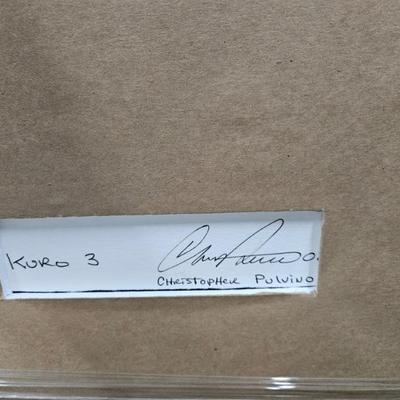 KURO 3
CHRISTOPHER PULVINO